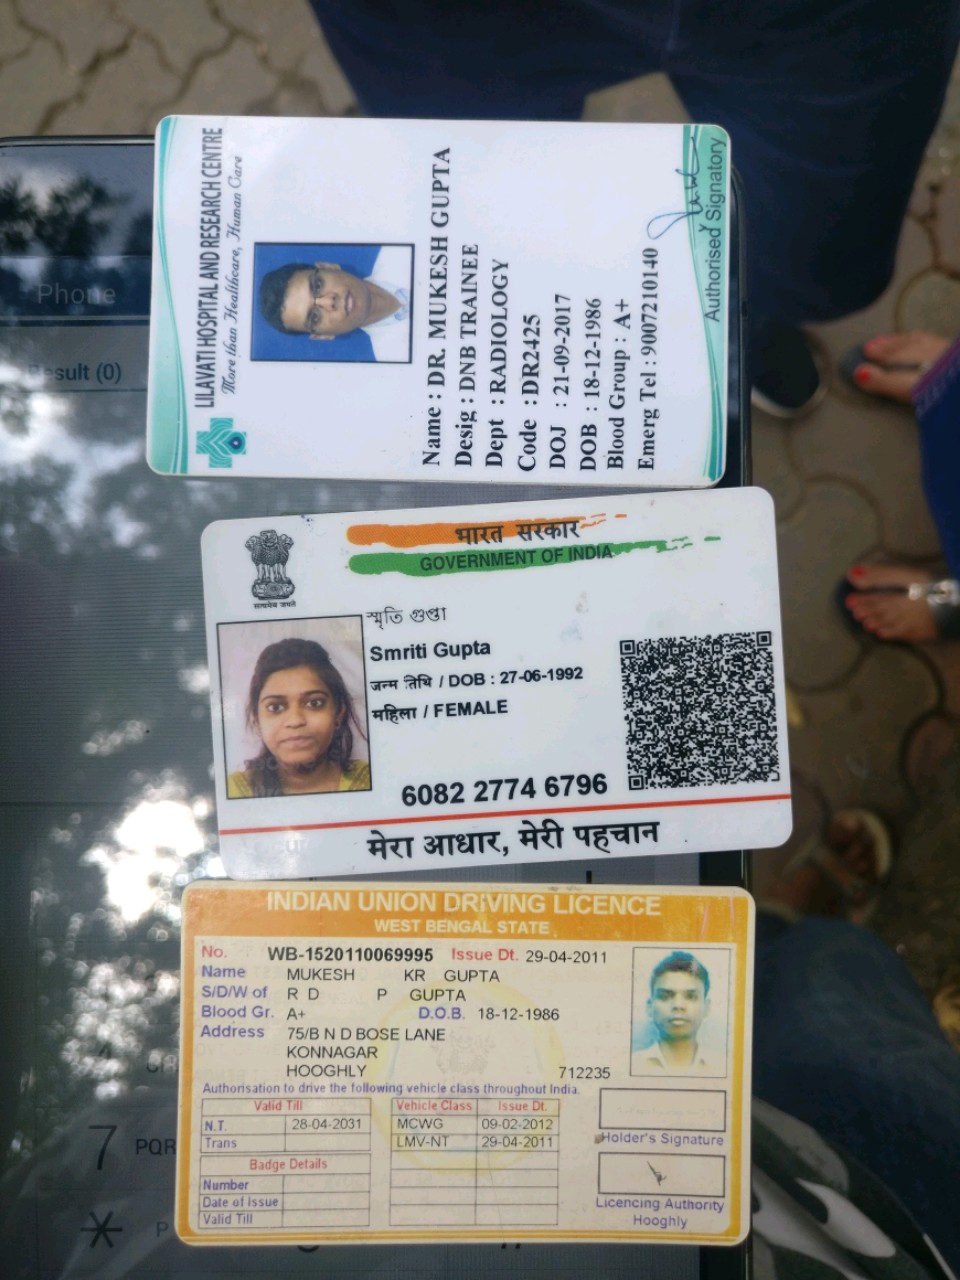 LILAVATI HOSPITAL AND RESEARCH CENTRE
More than Healthcare, Human Care
Name : DR. MUKESH GUPTA
Desig : DNB TRAINEE
Dept : RADIOLOGY
Code : DR2425
DOJ : 21-09-2017
DOB : 18-12-1986
Blood Group : A+
Emerg Tel : 90072101​40
Authorised Signatory
Phone
Result (0)
भारत सरकार
GOVERNMENT OF INDIA
सत्यमेव जयते
স্মৃতি গুপ্তা
Smriti Gupta
जन्म तिथि / DOB : 27-06-1992
महिला / FEMALE
6082 2774 6796
मेरा आधार, मेरी पहचान
INDIAN UNION DRIVING LICENCE
WEST BENGAL STATE
No. WB-1520110069995 Issue Dt. 29-04-2011
Name MUKESH KR GUPTA
S/D/W of R D P GUPTA
Blood Gr. A+ D.O.B. 18-12-1986
Address 75/B N D BOSE LANE
KONNAGAR
HOOGHLY 712235
Authorisation to drive the following vehicle class throughout India.
Valid Till Vehicle Class Issue Dt.
N.T. 28-04-2031 MCWG 09-02-2012
Trans LMV-NT 29-04-2011
Badge Details
Number
Date of Issue
Valid Till
Holder's Signature
Licencing Authority
Hooghly
7 PQR
*